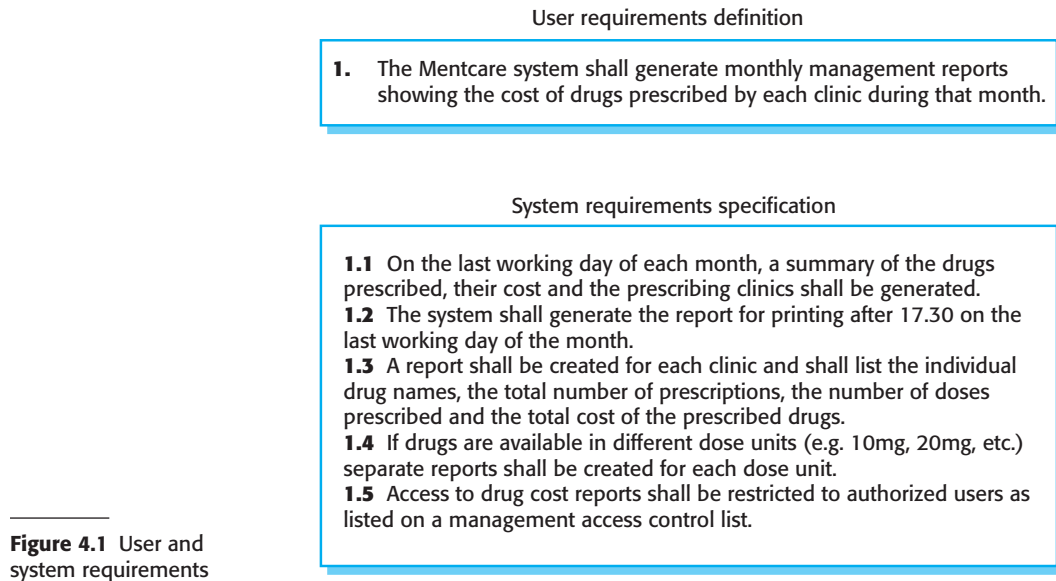 User requirements definition
1. The Mentcare system shall generate monthly management reports
showing the cost of drugs prescribed by each clinic during that month.
System requirements specification
1.1 On the last working day of each month, a summary of the drugs
prescribed, their cost and the prescribing clinics shall be generated.
1.2 The system shall generate the report for printing after 17.30 on the
last working day of the month.
1.3 A report shall be created for each clinic and shall list the individual
drug names, the total number of prescriptions, the number of doses
prescribed and the total cost of the prescribed drugs.
1.4 If drugs are available in different dose units (e.g. 10mg, 20mg, etc.)
separate reports shall be created for each dose unit.
1.5 Access to drug cost reports shall be restricted to authorized users as
listed on a management access control list.
Figure 4.1 User and
system requirements